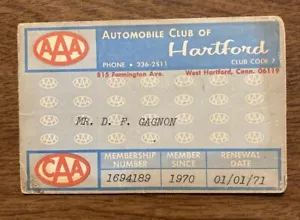 AAA
AUTOMOBILE CLUB OF
Hartford
PHONE • 236-2511
CLUB CODE 7
815 Farmington Ave.
West Hartford, Conn. 06119
MR. D. F. GAGNON
CAA
MEMBERSHIP NUMBER
MEMBER SINCE
RENEWAL DATE
1694189
1970
01/01/71